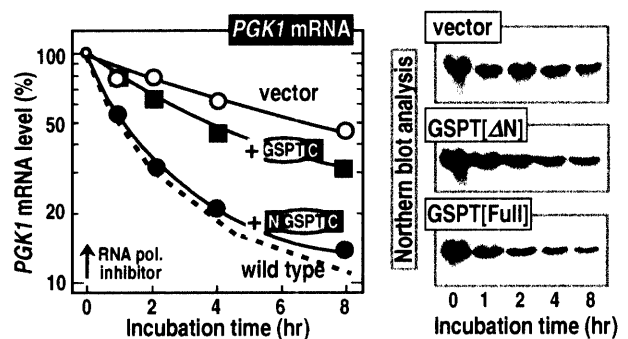 PGK1 mRNA
PGK1 mRNA level (%)
100
50
20
10
vector
+ GSPT C
+ N GSPT C
wild type
RNA pol.
inhibitor
0 2 4 6 8
Incubation time (hr)
Northern blot analysis
vector
GSPT[ΔN]
GSPT[Full]
0 1 2 4 8
Incubation time (hr)